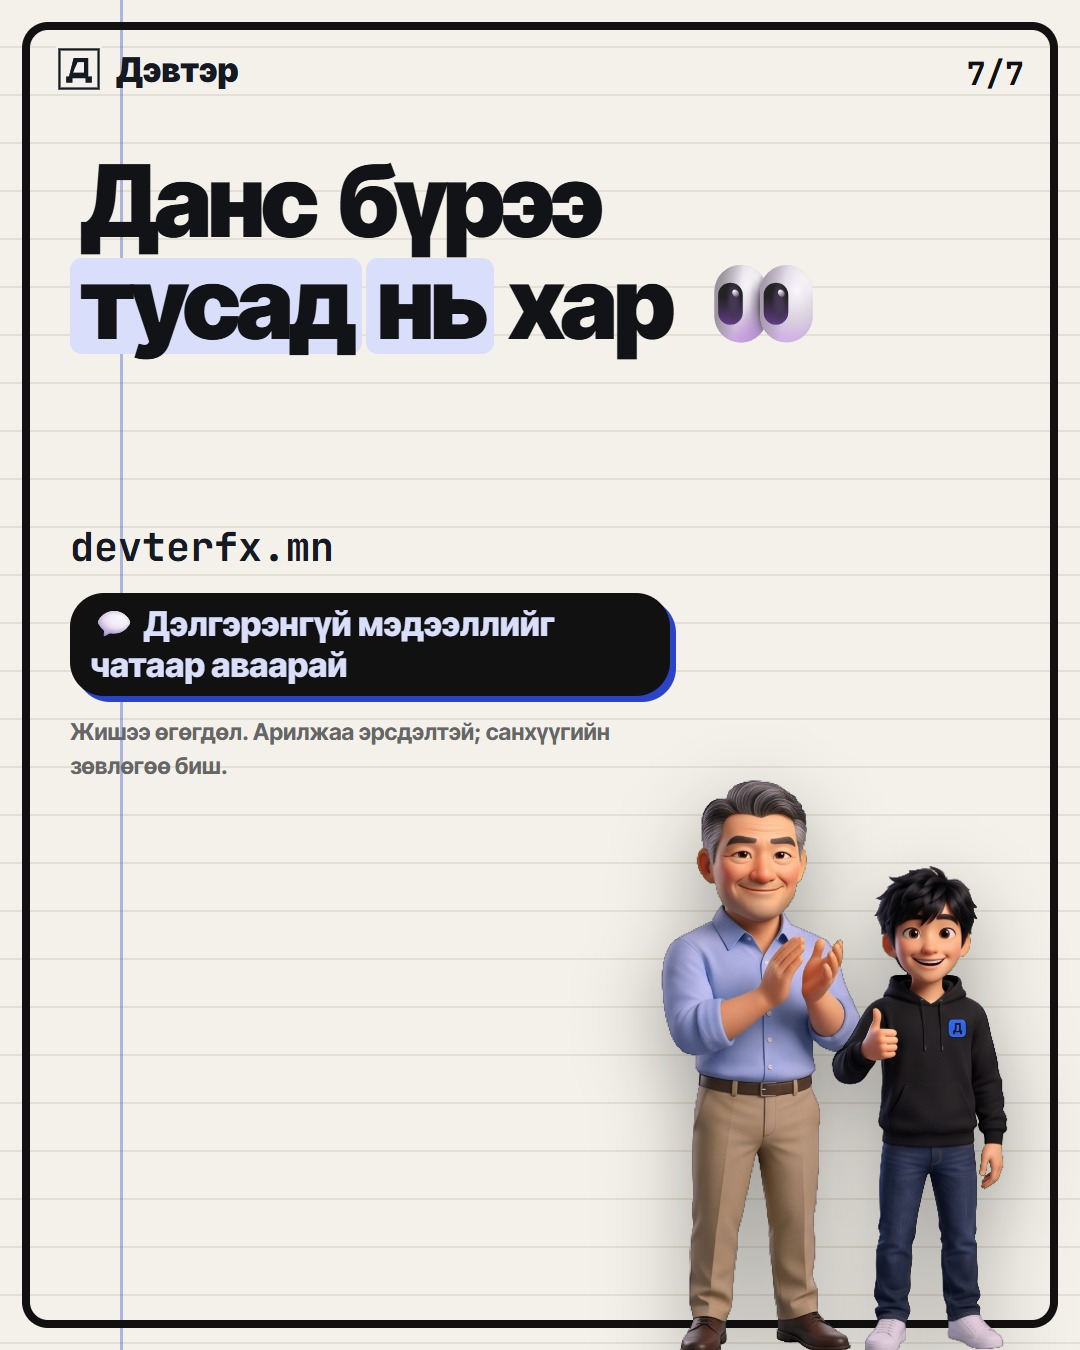 Д Дэвтэр
7/7
Данс бүрээ
тусад нь хар 👀
devterfx.mn
💬 Дэлгэрэнгүй мэдээллийг
чатаар аваарай
Жишээ өгөгдөл. Арилжаа эрсдэлтэй; санхүүгийн
зөвлөгөө биш.
Д